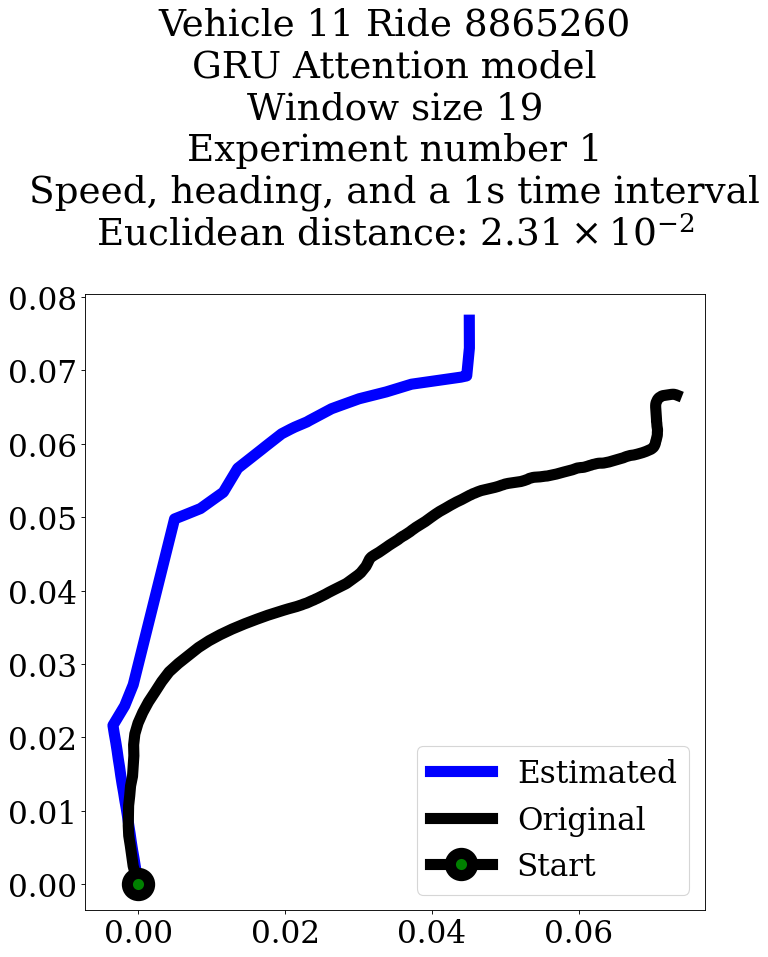 Vehicle 11 Ride 8865260
GRU Attention model
Window size 19
Experiment number 1
Speed, heading, and a 1s time interval
Euclidean distance: 2.31 × 10⁻²
0.08
0.07
0.06
0.05
0.04
0.03
0.02
0.01
0.00
Estimated
Original
Start
0.00 0.02 0.04 0.06